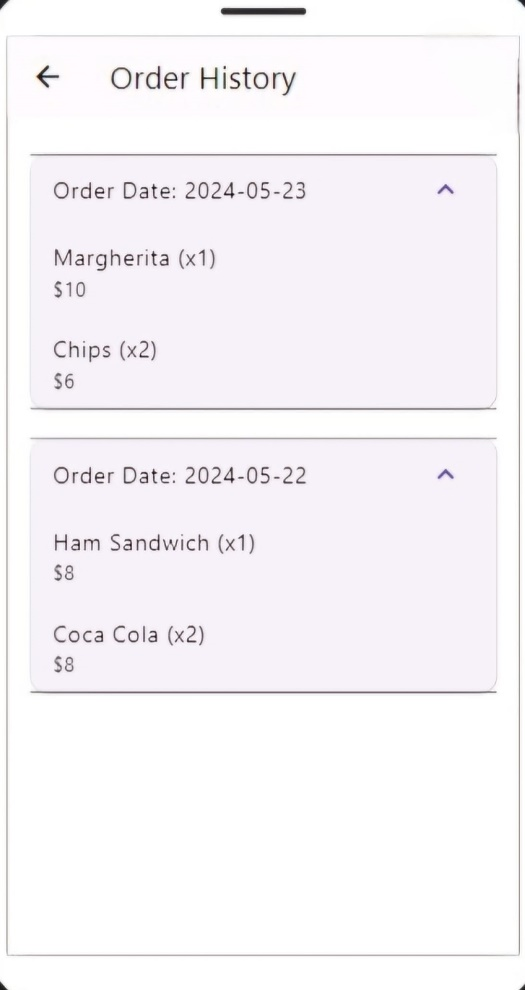 Order History
Order Date: 2024-05-23
Margherita (x1)
$10
Chips (x2)
$6
Order Date: 2024-05-22
Ham Sandwich (x1)
$8
Coca Cola (x2)
$8